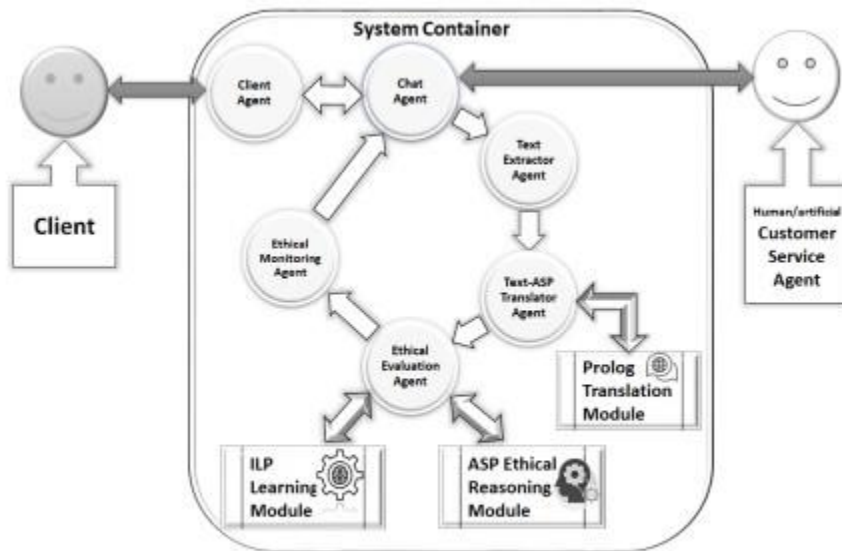 System Container
Client
Agent
Chat
Agent
Text
Extractor
Agent
Client
Human/artificial
Customer
Service
Agent
Ethical
Monitoring
Agent
Text-ASP
Translator
Agent
Ethical
Evaluation
Agent
Prolog
Translation
Module
ILP
Learning
Module
ASP Ethical
Reasoning
Module